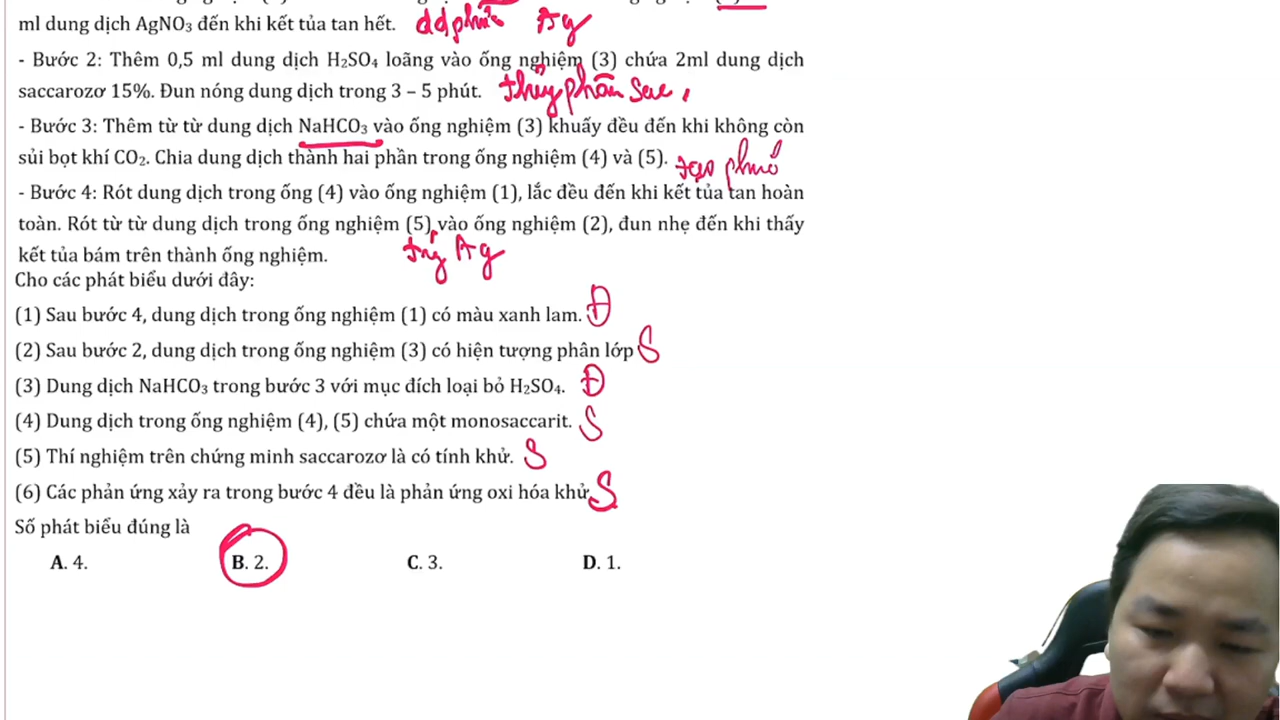 ml dung dịch AgNO₃ đến khi kết tủa tan hết. dd phức Ag
- Bước 2: Thêm 0,5 ml dung dịch H₂SO₄ loãng vào ống nghiệm (3) chứa 2ml dung dịch
saccarozơ 15%. Đun nóng dung dịch trong 3 – 5 phút. thủy phân Sac
- Bước 3: Thêm từ từ dung dịch NaHCO₃ vào ống nghiệm (3) khuấy đều đến khi không còn
sủi bọt khí CO₂. Chia dung dịch thành hai phần trong ống nghiệm (4) và (5). tạo phức
- Bước 4: Rót dung dịch trong ống (4) vào ống nghiệm (1), lắc đều đến khi kết tủa tan hoàn
toàn. Rót từ từ dung dịch trong ống nghiệm (5) vào ống nghiệm (2), đun nhẹ đến khi thấy
kết tủa bám trên thành ống nghiệm. Ag
Cho các phát biểu dưới đây:
(1) Sau bước 4, dung dịch trong ống nghiệm (1) có màu xanh lam. Đ
(2) Sau bước 2, dung dịch trong ống nghiệm (3) có hiện tượng phân lớp S
(3) Dung dịch NaHCO₃ trong bước 3 với mục đích loại bỏ H₂SO₄. Đ
(4) Dung dịch trong ống nghiệm (4), (5) chứa một monosaccarit. S
(5) Thí nghiệm trên chứng minh saccarozơ là có tính khử. S
(6) Các phản ứng xảy ra trong bước 4 đều là phản ứng oxi hóa khử S
Số phát biểu đúng là
A. 4. B. 2. C. 3. D. 1.